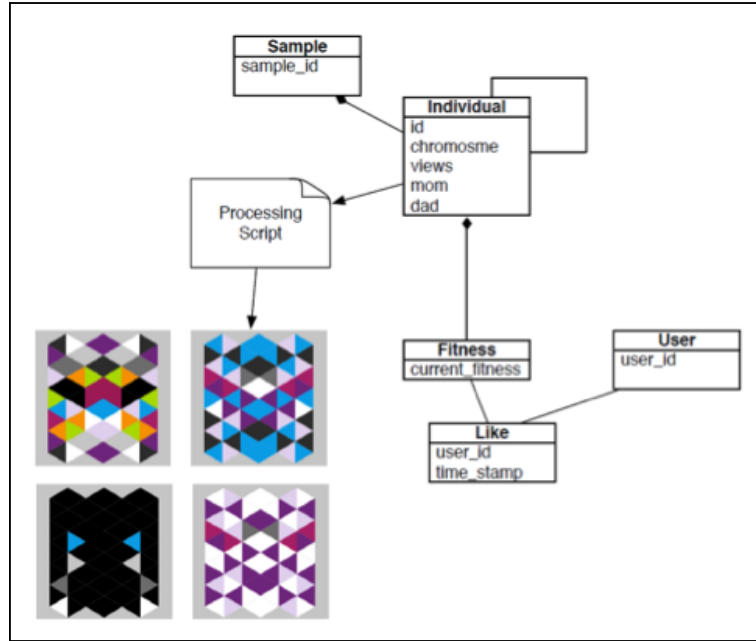 Sample
sample_id
Individual
id
chromosme
views
mom
dad
Processing
Script
Fitness
current_fitness
User
user_id
Like
user_id
time_stamp